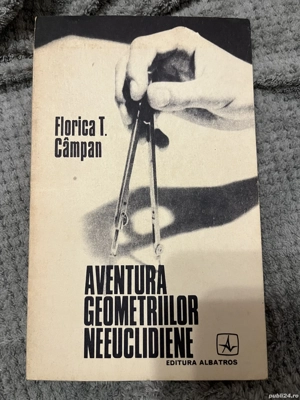 Florica T.
Câmpan
AVENTURA
GEOMETRIILOR
NEEUCLIDIENE
EDITURA ALBATROS
publi24.ro